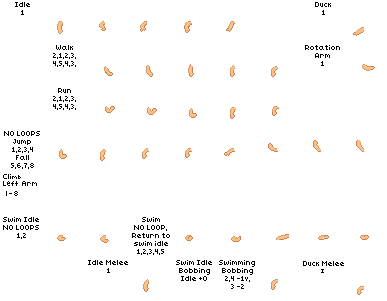 Idle
1
Duck
1
Walk
2,1,2,3,
4,5,4,3,
Rotation
Arm
1
Run
2,1,2,3,
4,5,4,3,
NO LOOPS
Jump
1,2,3,4
Fall
5,6,7,8
Climb
Left Arm
1-8
Swim Idle
NO LOOPS
1,2
Swim
NO LOOP,
Return to
swim idle
1,2,3,4,5
Idle Melee
1
Swim Idle
Bobbing
Idle +0
Swimming
Bobbing
2,4 -1v,
3 -2
Duck Melee
1